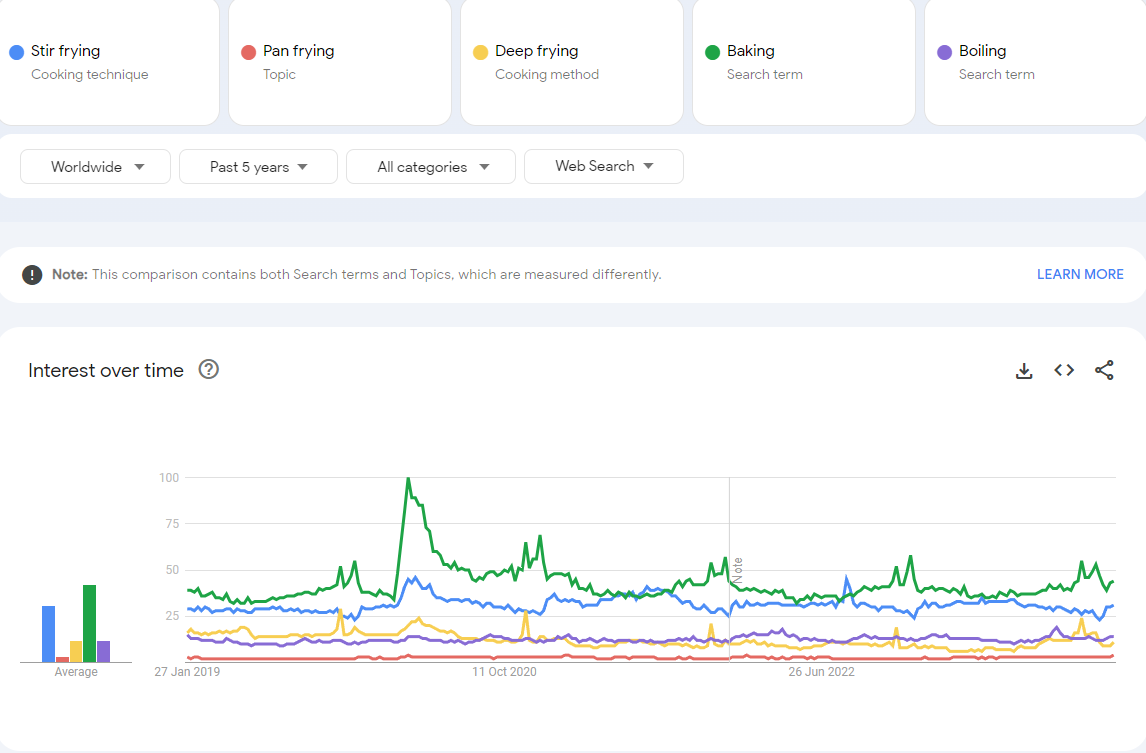 Stir frying
Cooking technique
Pan frying
Topic
Deep frying
Cooking method
Baking
Search term
Boiling
Search term
Worldwide
Past 5 years
All categories
Web Search
! Note: This comparison contains both Search terms and Topics, which are measured differently.
LEARN MORE
Interest over time ?
100
75
50
25
Note
Average
27 Jan 2019
11 Oct 2020
26 Jun 2022